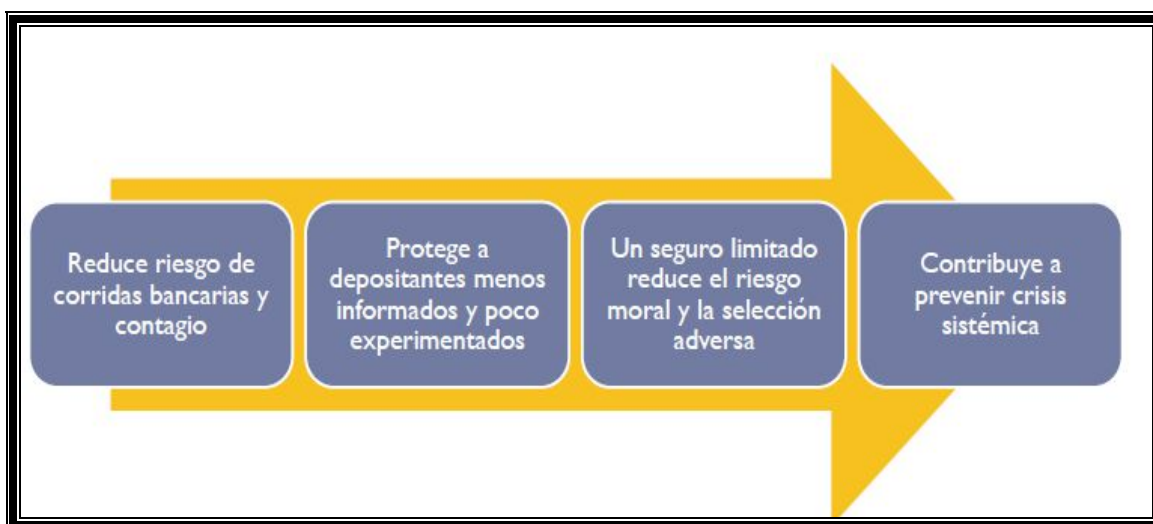 Reduce riesgo de
corridas bancarias y
contagio
Protege a
depositantes menos
informados y poco
experimentados
Un seguro limitado
reduce el riesgo
moral y la selección
adversa
Contribuye a
prevenir crisis
sistémica